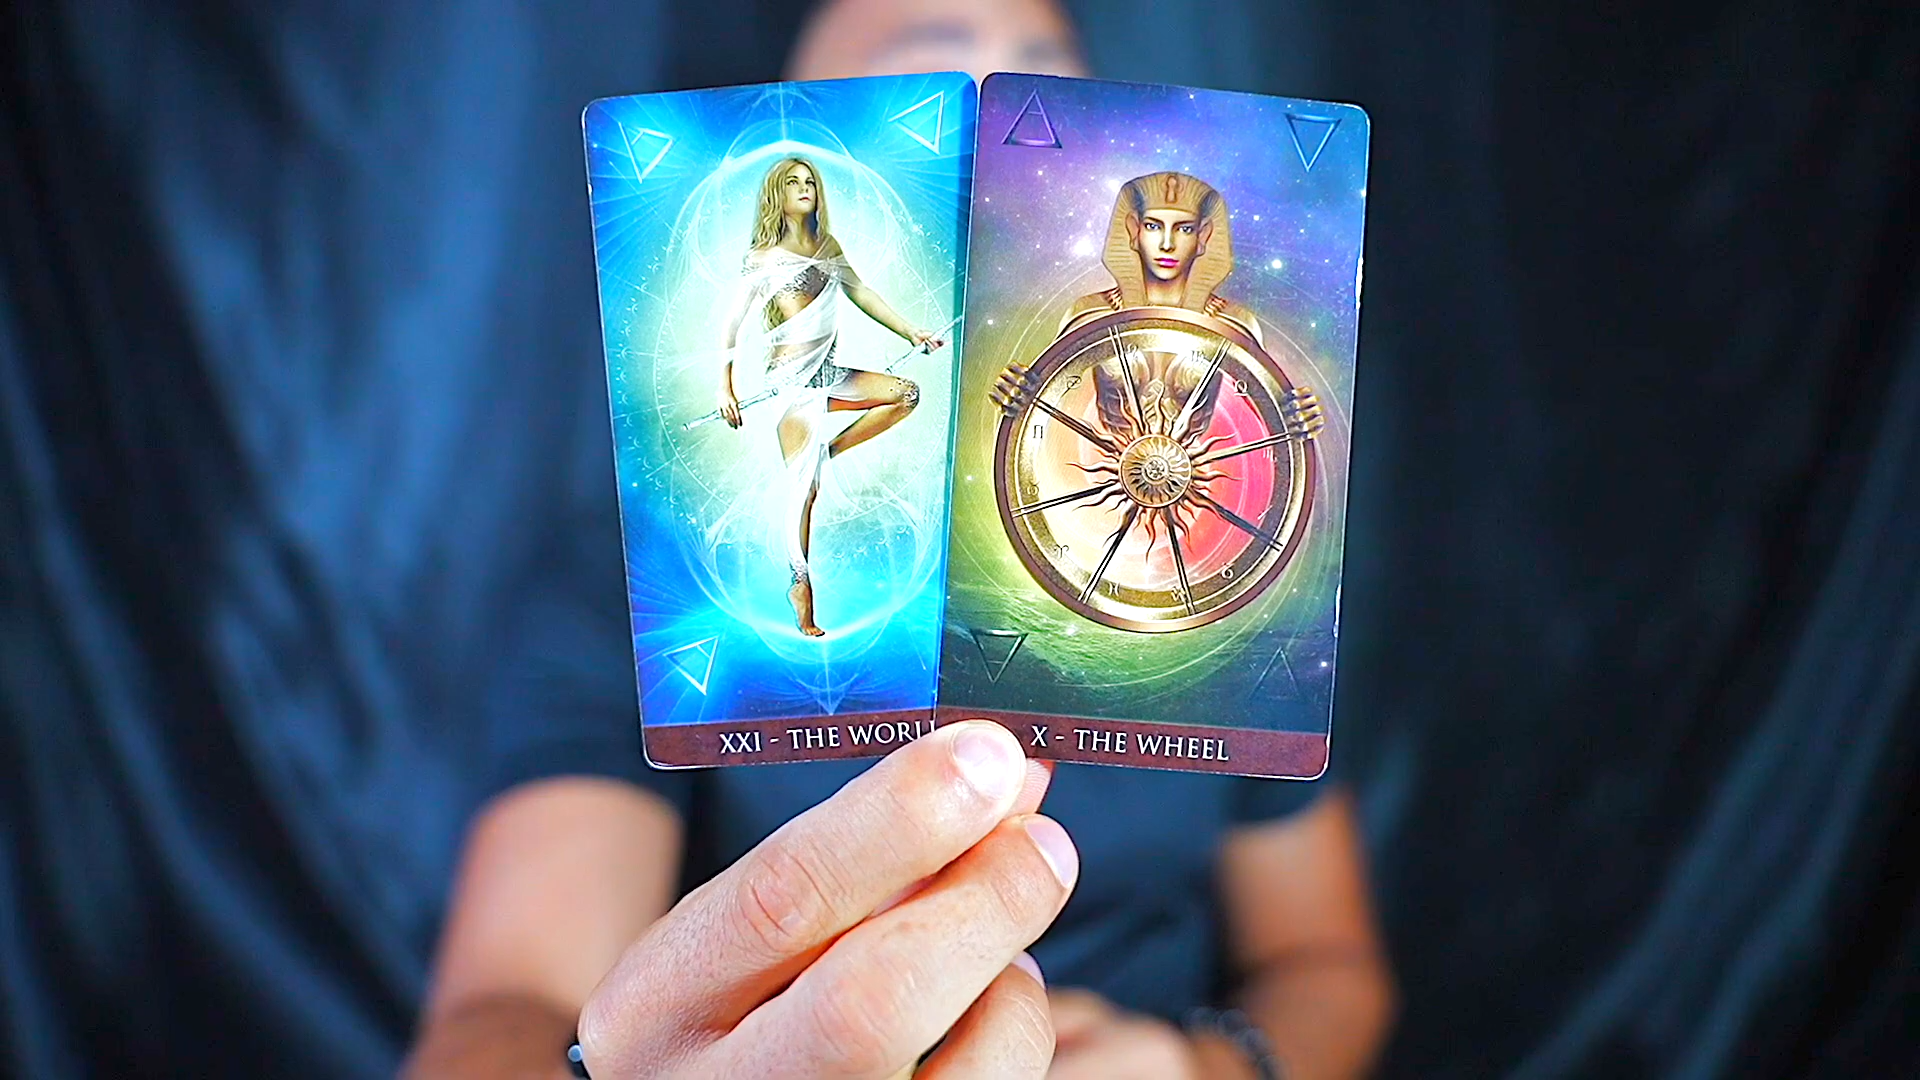 XXI - THE WORL
X - THE WHEEL